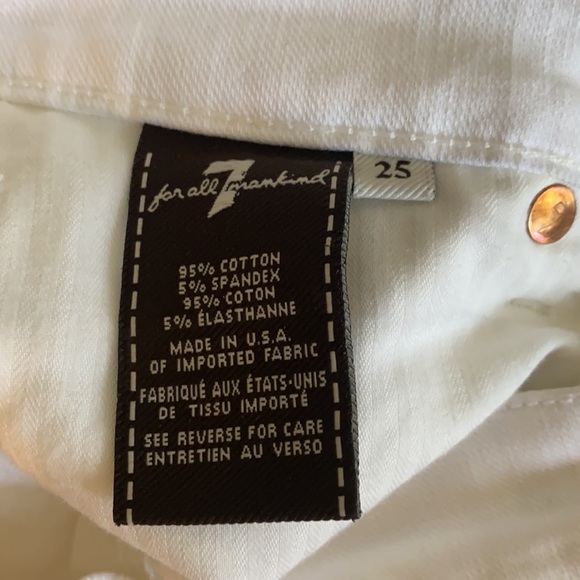 for all 7 mankind
25
95% COTTON
5% SPANDEX
95% COTON
5% ÉLASTHANNE
MADE IN U.S.A.
OF IMPORTED FABRIC
FABRIQUÉ AUX ÉTATS-UNIS
DE TISSU IMPORTÉ
SEE REVERSE FOR CARE
ENTRETIEN AU VERSO